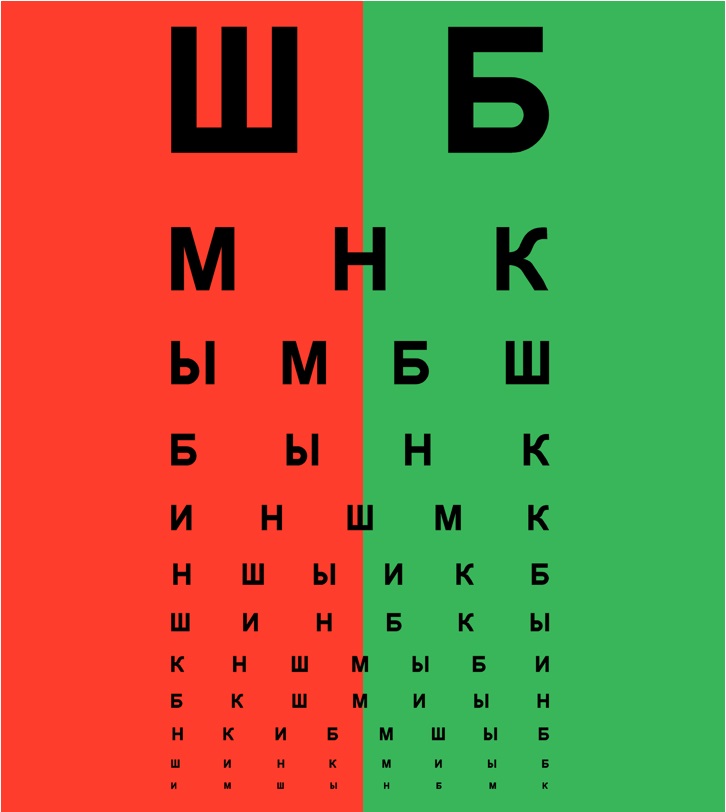 Ш Б
М Н К
Ы М Б Ш
Б Ы Н К
И Н Ш М К
Н Ш Ы И К Б
Ш И Н Б К Ы
К Н Ш М Ы Б И
Б К Ш М И Ы Н
Н К И Б М Ш Ы Б
Ш И Н К М И Ы Б
И М Ш Ы Н Б М К